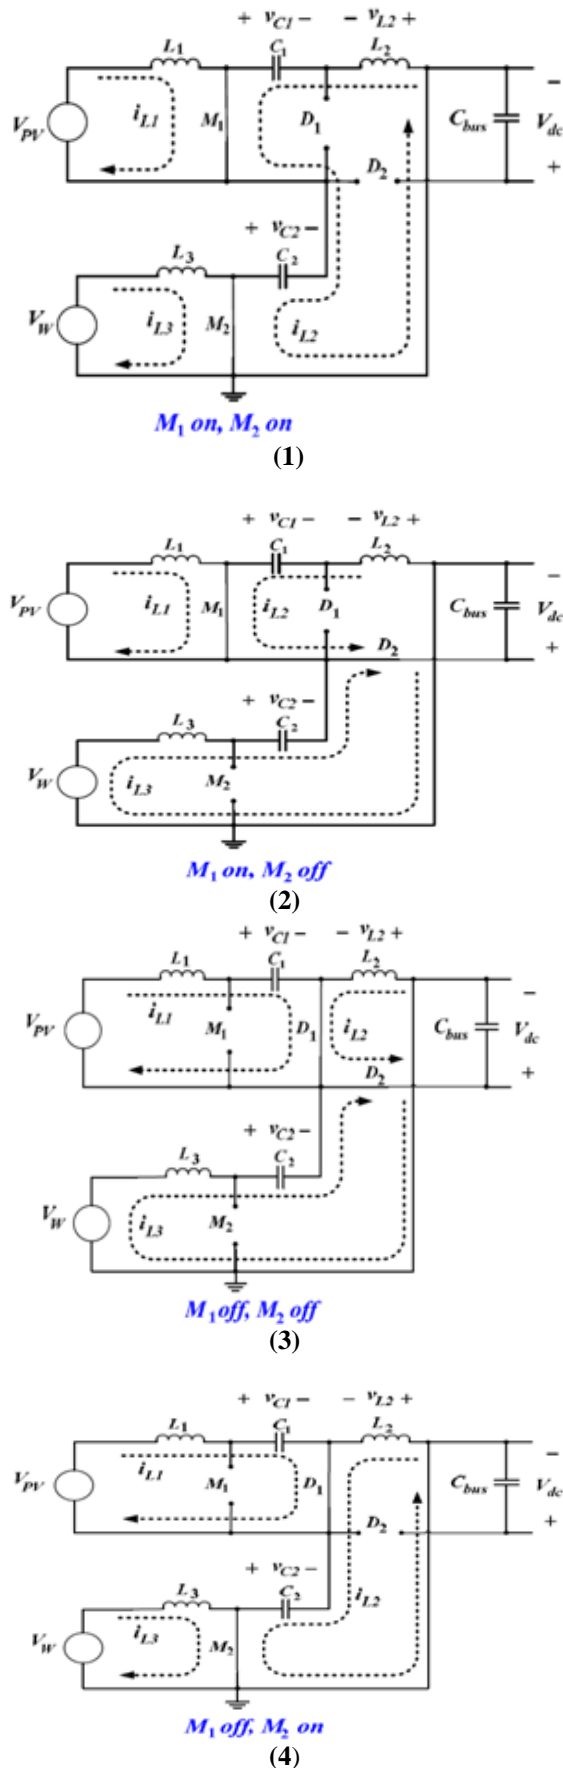 + vC1 − − vL2 +
L1 C1 L2
VPV iL1 M1 D1 Cbus Vdc −
D2 +
+ vC2 −
L3 C2
VW iL3 M2 iL2
M1 on, M2 on
(1)
+ vC1 − − vL2 +
L1 C1 L2
VPV iL1 M1 iL2 D1 Cbus Vdc −
D2 +
+ vC2 −
L3 C2
VW iL3 M2
M1 on, M2 off
(2)
+ vC1 − − vL2 +
L1 C1 L2
VPV iL1 M1 D1 iL2 Cbus Vdc −
D2 +
+ vC2 −
L3 C2
VW iL3 M2
M1 off, M2 off
(3)
+ vC1 − − vL2 +
L1 C1 L2
VPV iL1 M1 D1 Cbus Vdc −
D2 +
+ vC2 −
L3 C2
VW iL3 M2 iL2
M1 off, M2 on
(4)